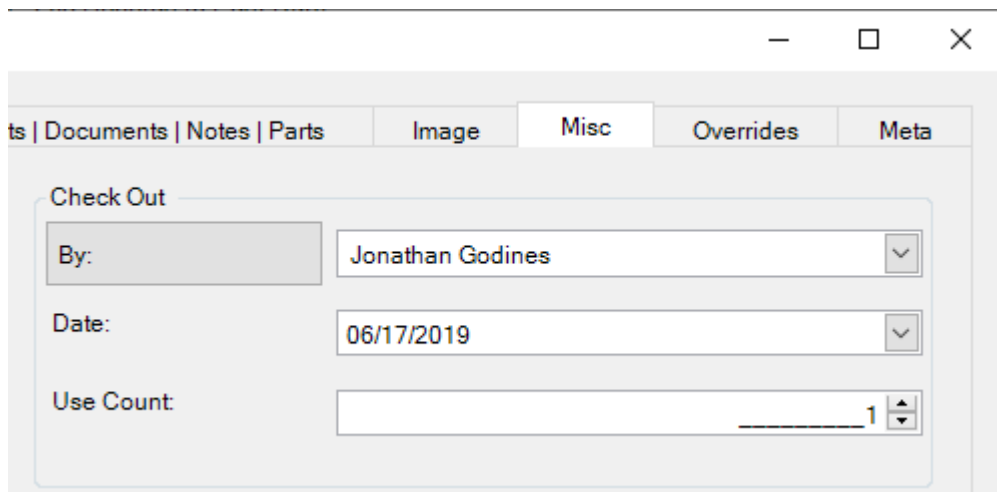 ts | Documents | Notes | Parts Image Misc Overrides Meta
Check Out
By: Jonathan Godines
Date: 06/17/2019
Use Count: _________1